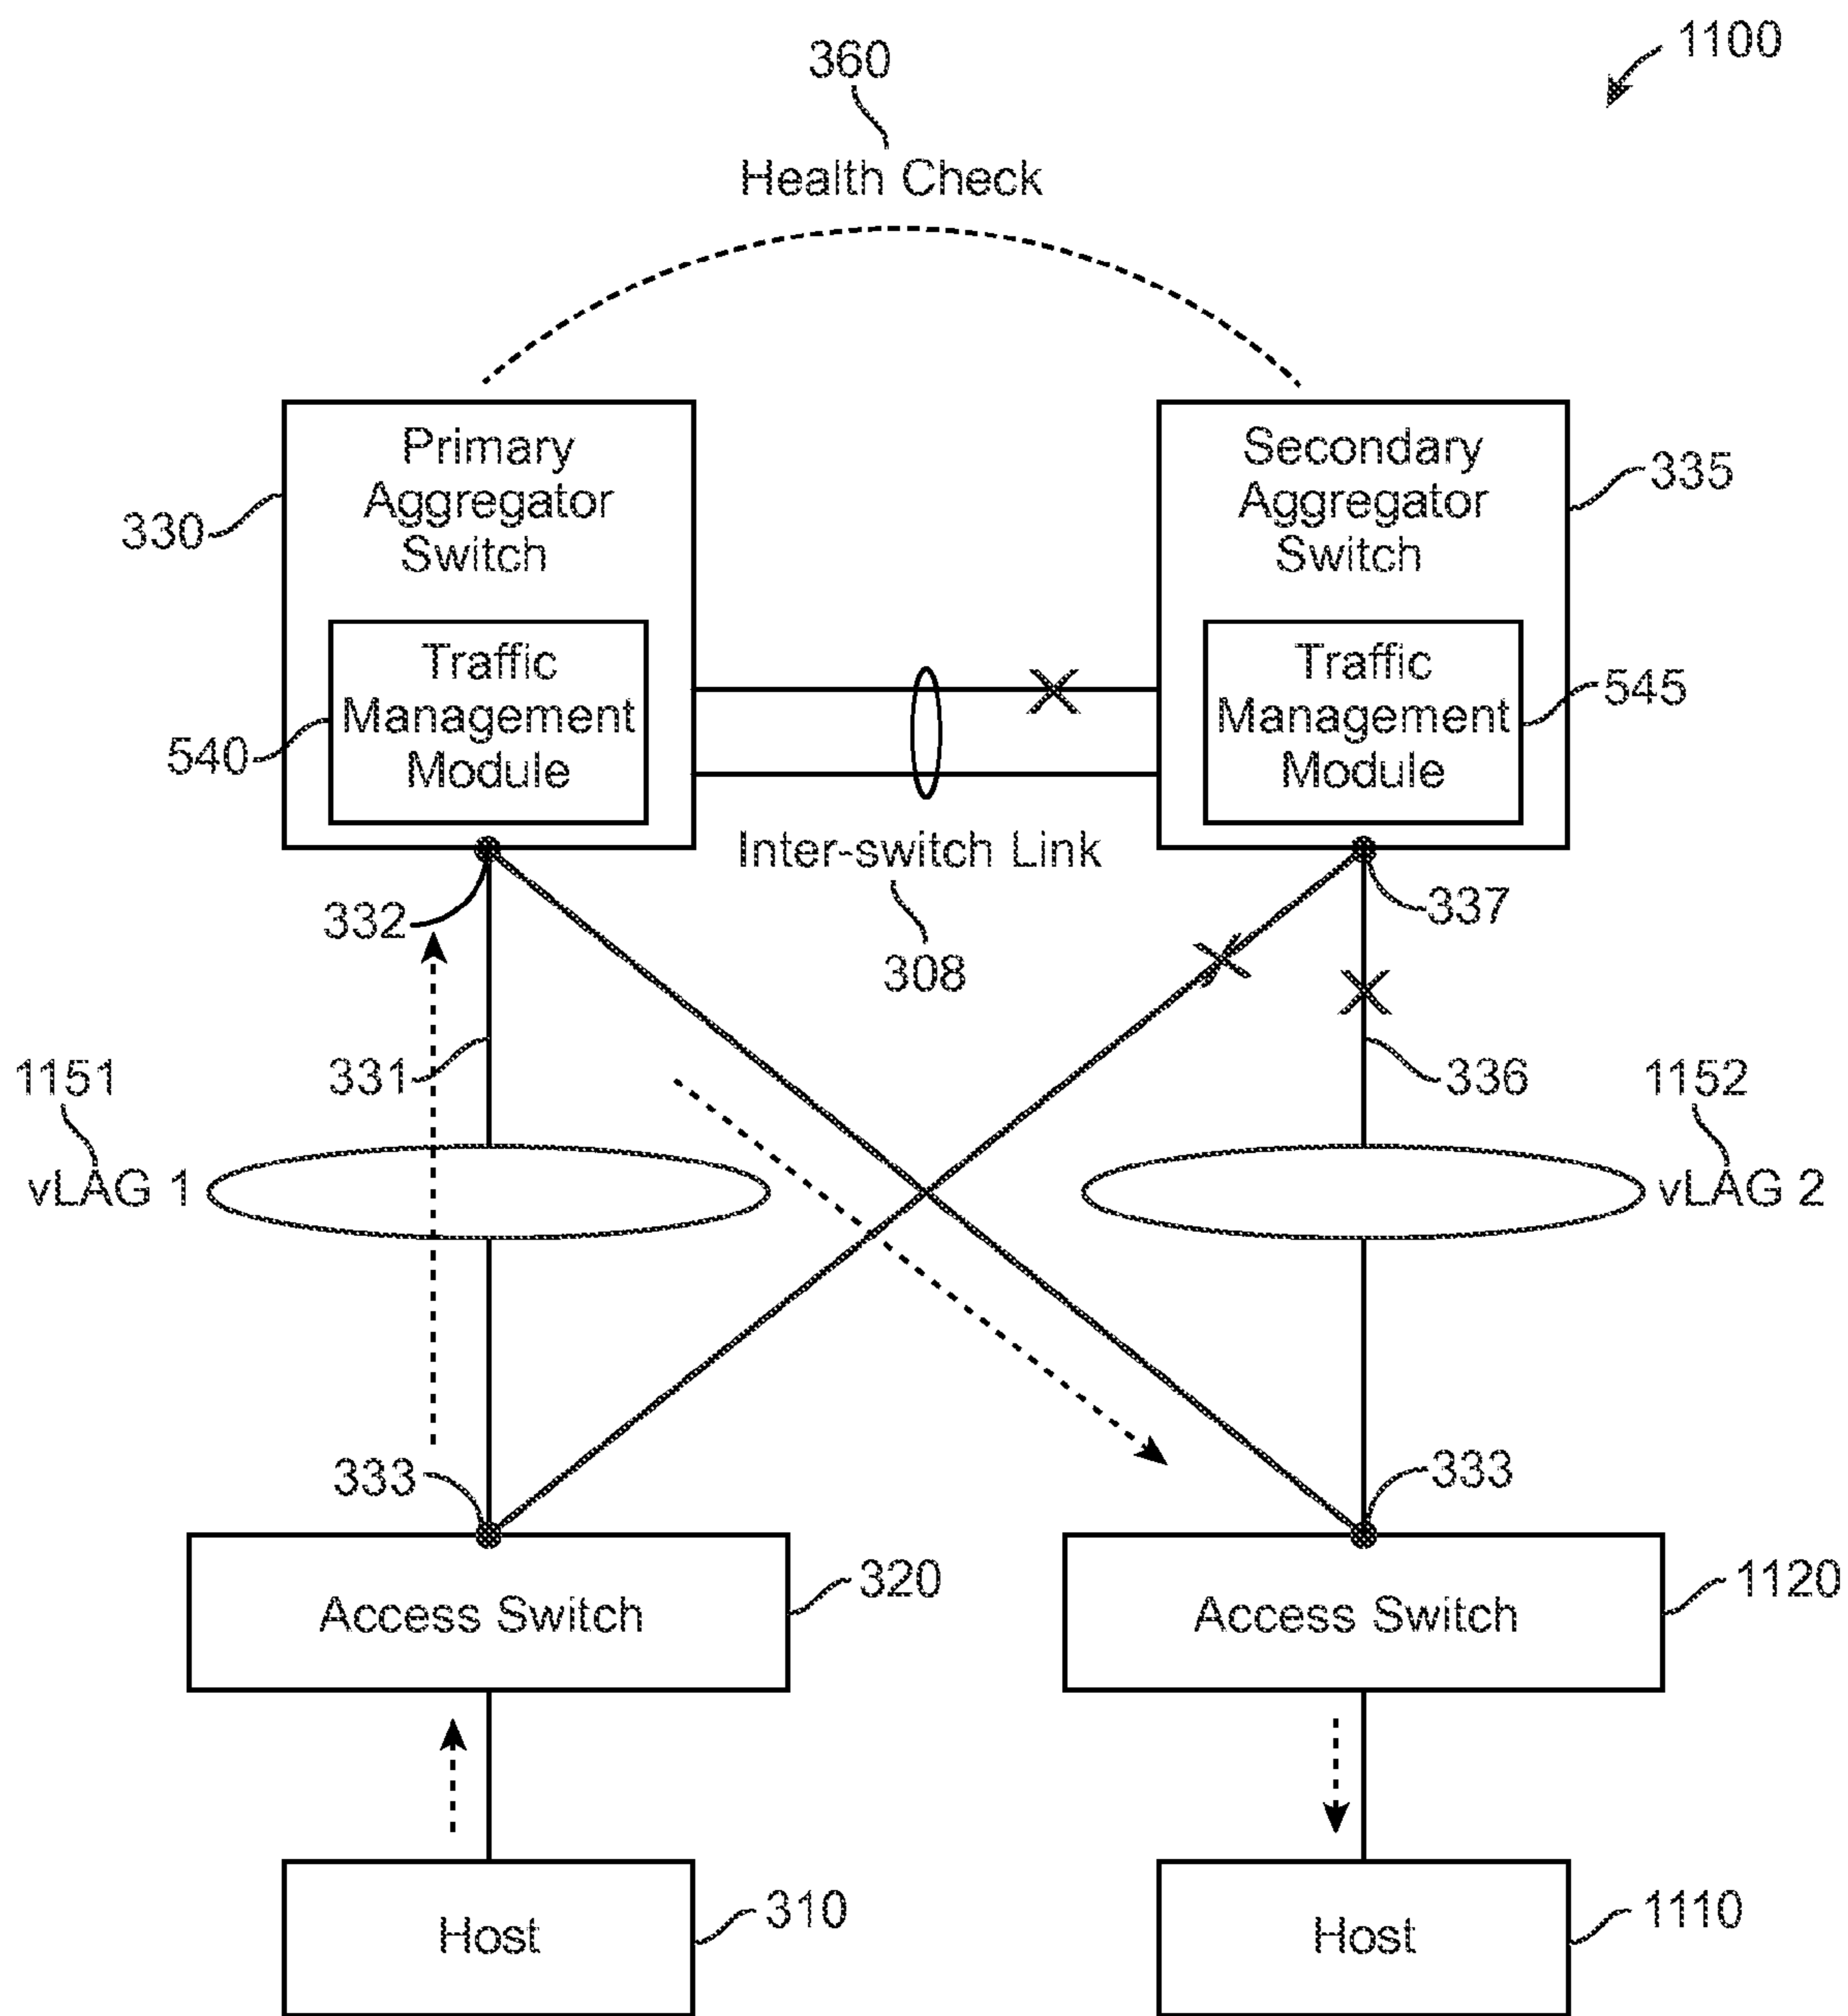 1100
360
Health Check
Primary
Aggregator
Switch
330
Traffic
Management
Module
540
Secondary
Aggregator
Switch
335
Traffic
Management
Module
545
Inter-switch Link
308
332
337
331
336
1151
vLAG 1
1152
vLAG 2
333
333
Access Switch
320
Access Switch
1120
Host
310
Host
1110